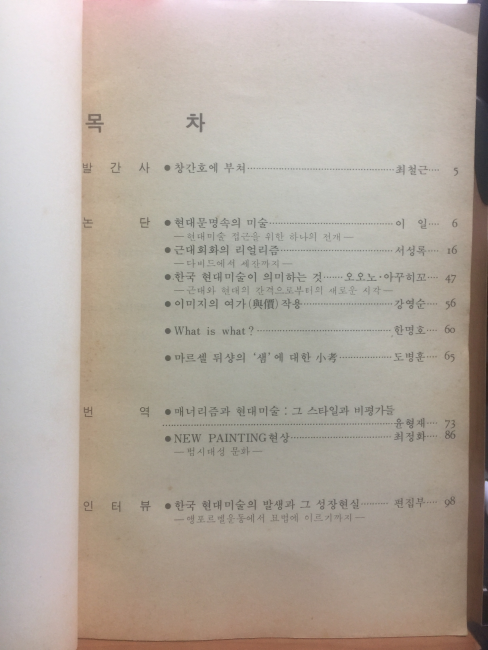 목 차
발 간 사 ● 창간호에 부쳐 최철근 5
논 단 ● 현대문명속의 미술 이 일 6
―현대미술 접근을 위한 하나의 전개―
● 근대회화의 리얼리즘 서성록 16
―다비드에서 세잔까지―
● 한국 현대미술이 의미하는 것 오오노·아꾸히꼬 47
―근대와 현대의 간격으로부터의 새로운 시각―
● 이미지의 여가(與價)작용 강명순 56
● What is what? 한명호 60
● 마르셀 뒤샹의 '샘'에 대한 小考 도병훈 65
번 역 ● 매너리즘과 현대미술 : 그 스타일과 비평가들
윤형재 73
● NEW PAINTING현상 최정화 86
―범시대성 문화―
인 터 뷰 ● 한국 현대미술의 발생과 그 성장현실 편집부 98
―앵포르멜운동에서 묘법에 이르기까지―